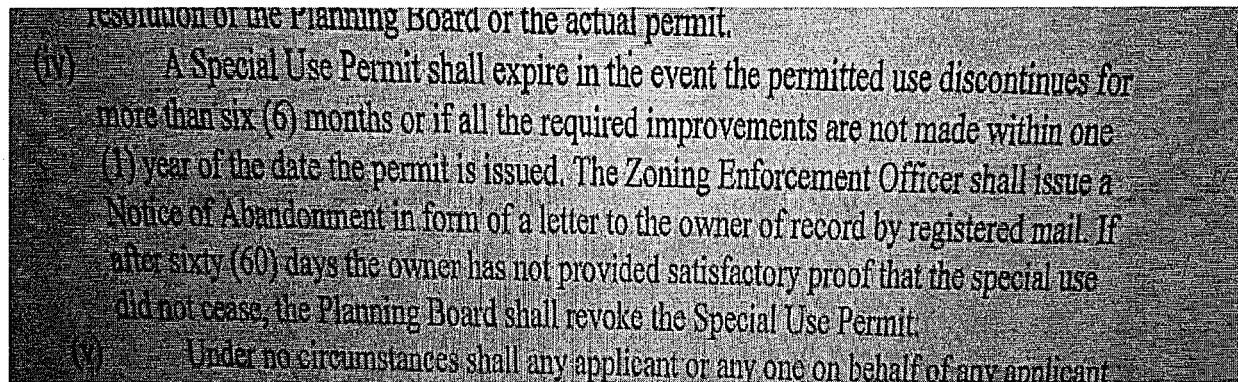 resolution of the Planning Board or the actual permit.
(iv) A Special Use Permit shall expire in the event the permitted use discontinues for
more than six (6) months or if all the required improvements are not made within one
(1) year of the date the permit is issued. The Zoning Enforcement Officer shall issue a
Notice of Abandonment in form of a letter to the owner of record by registered mail. If
after sixty (60) days the owner has not provided satisfactory proof that the special use
did not cease, the Planning Board shall revoke the Special Use Permit.
(v) Under no circumstances shall any applicant or any one on behalf of any applicant